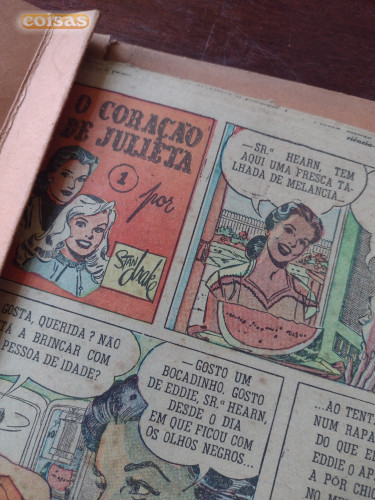 coisas
O CORAÇÃO
DE JULIÊTA
1
por
STAN Drake
— SR.ª HEARN, TEM
AQUI UMA FRESCA TA-
LHADA DE MELANCIA...
GOSTA, QUERIDA? NÃO
A BRINCAR COM
PESSOA DE IDADE?
GOSTO UM
BOCADINHO, GOSTO
DE EDDIE, SR.ª HEARN,
DESDE O DIA
EM QUE FICOU COM
OS OLHOS NEGROS...
...AO TENT
NUM RAPA
DO QUE E
EDDIE O AP
A PÔR CHI